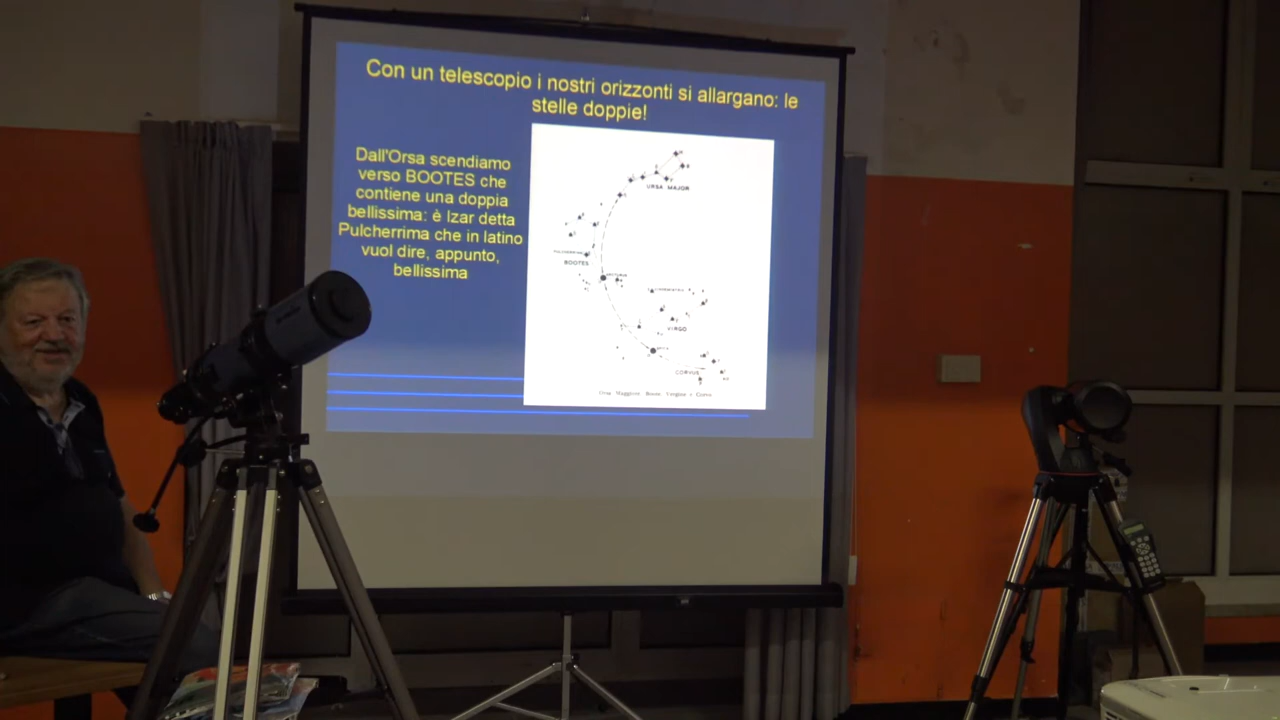 Con un telescopio i nostri orizzonti si allargano: le
stelle doppie!
Dall'Orsa scendiamo
verso BOOTES che
contiene una doppia
bellissima: è Izar detta
Pulcherrima che in latino
vuol dire, appunto,
bellissima
URSA MAJOR
BOOTES
VIRGO
CORVUS